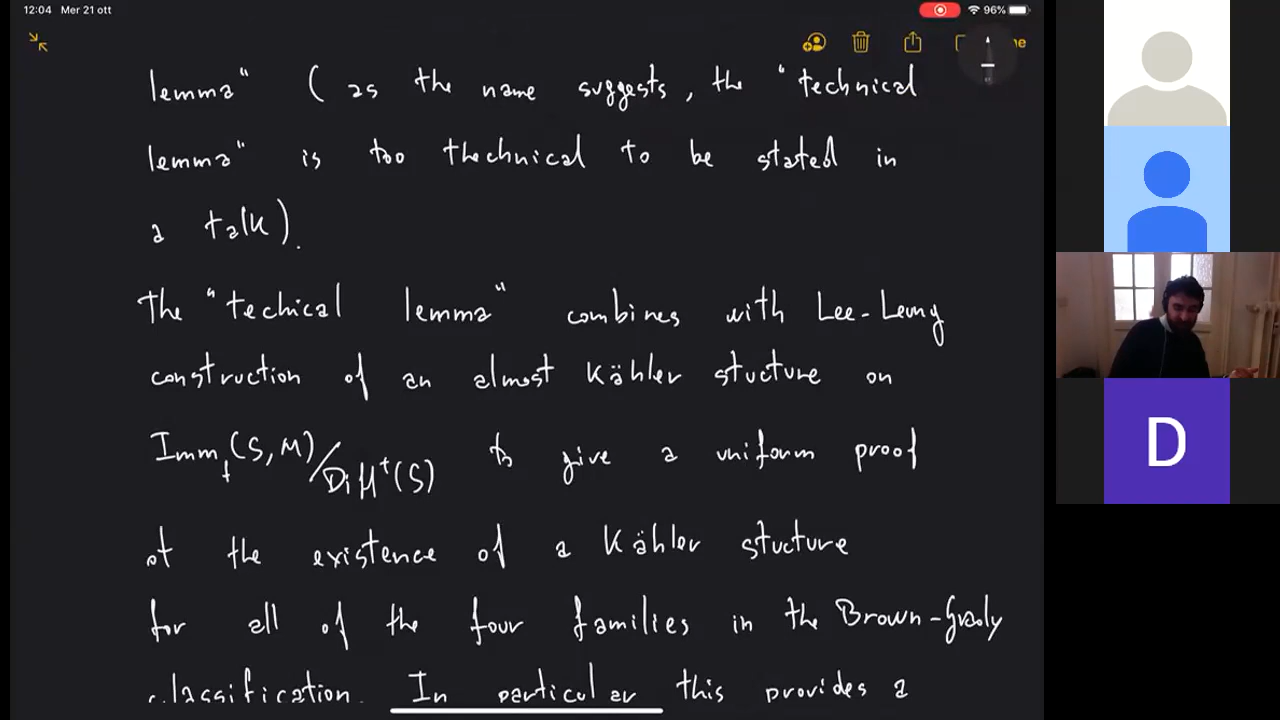 12:04 Mer 21 ott
96%
lemma" ( as the name suggests, the "technical
lemma" is too thechnical to be stated in
a talk).
The "techical lemma" combines with Lee-Leung
construction of an almost Kähler stucture on
Imm₊(S,M)/Diff⁺(S) to give a uniform proof
of the existence of a Kähler stucture
for all of the four families in the Brown-Gray
classification. In particular this provides a
D